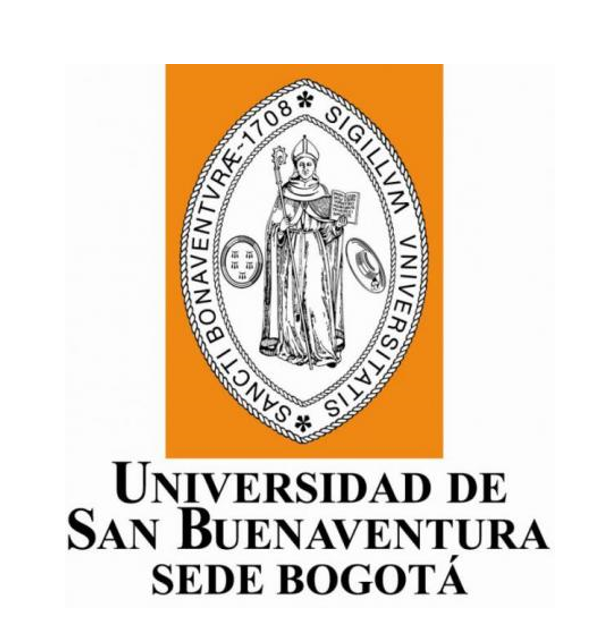 SIGILLVM VNIVERSITATIS
SANCTI BONAVENTVRÆ-1708
UNIVERSIDAD DE
SAN BUENAVENTURA
SEDE BOGOTÁ